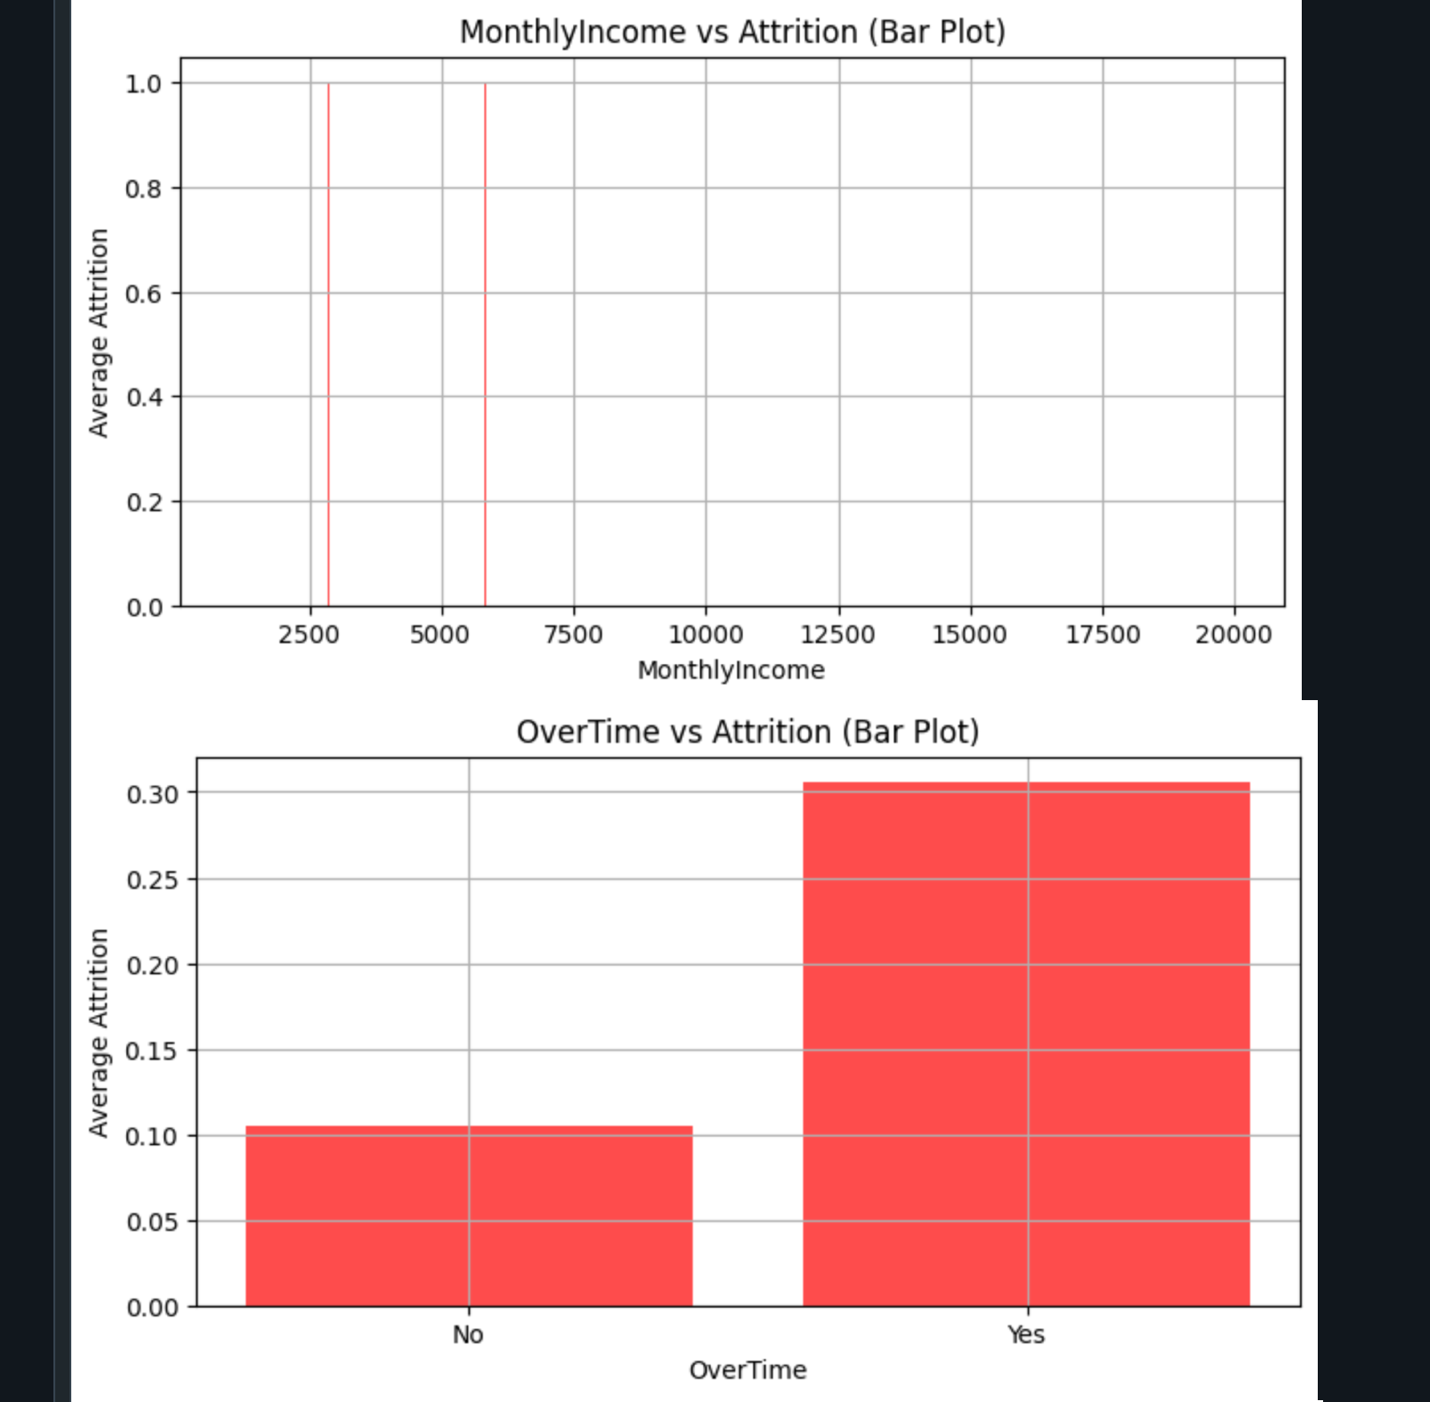 MonthlyIncome vs Attrition (Bar Plot)
1.0
0.8
0.6
0.4
0.2
0.0
Average Attrition
2500 5000 7500 10000 12500 15000 17500 20000
MonthlyIncome
OverTime vs Attrition (Bar Plot)
0.30
0.25
0.20
0.15
0.10
0.05
0.00
Average Attrition
No Yes
OverTime